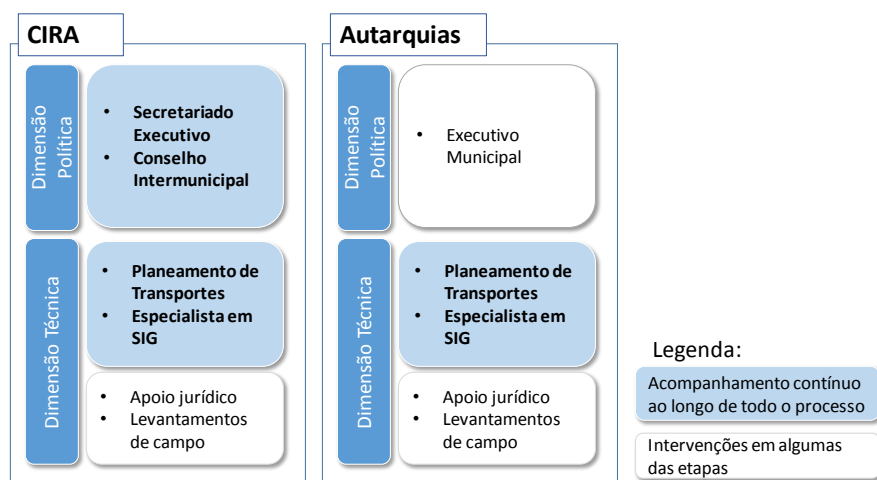 CIRA
Dimensão
Política
• Secretariado
Executivo
• Conselho
Intermunicipal
Dimensão Técnica
• Planeamento de
Transportes
• Especialista em
SIG
• Apoio jurídico
• Levantamentos
de campo
Autarquias
Dimensão
Política
• Executivo
Municipal
Dimensão Técnica
• Planeamento de
Transportes
• Especialista em
SIG
• Apoio jurídico
• Levantamentos
de campo
Legenda:
Acompanhamento contínuo
ao longo de todo o processo
Intervenções em algumas
das etapas